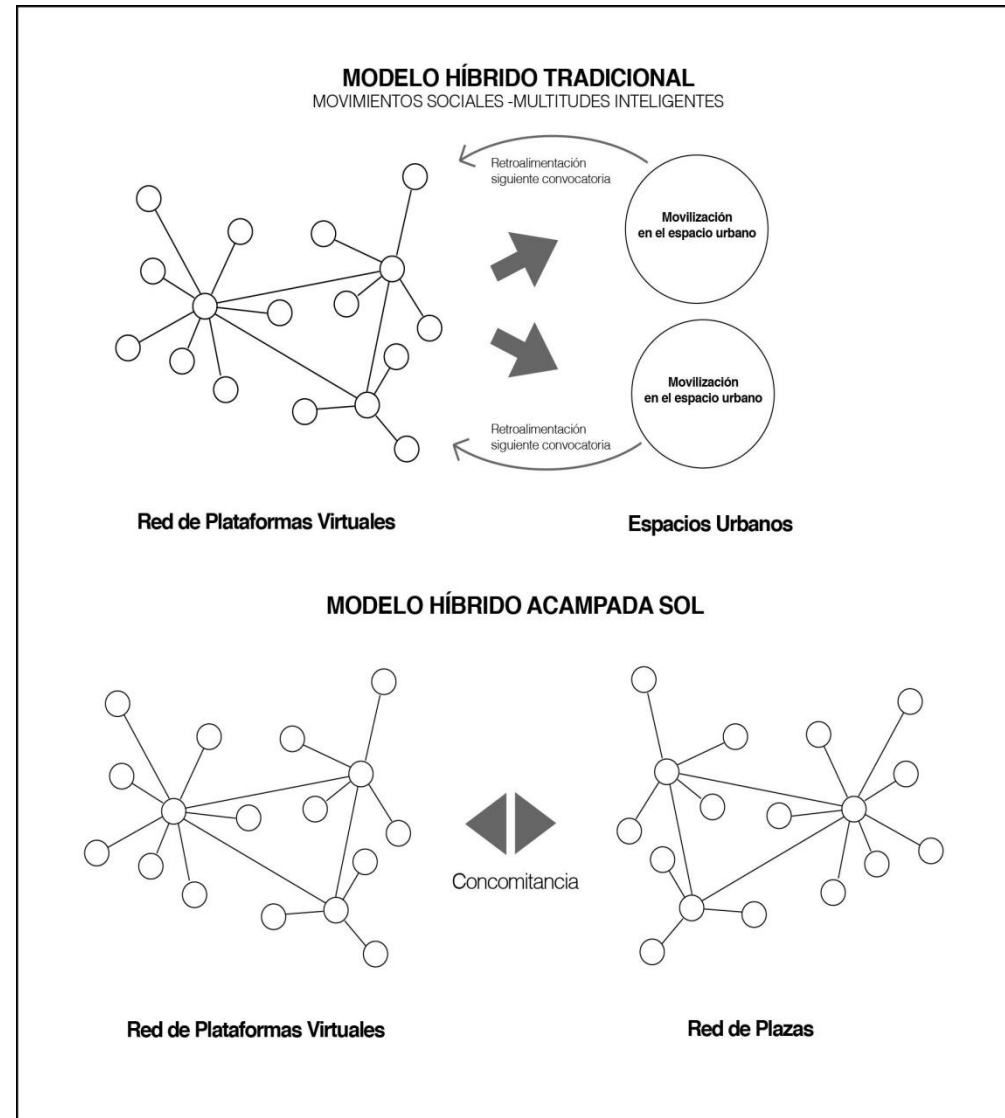 MODELO HÍBRIDO TRADICIONAL
MOVIMIENTOS SOCIALES -MULTITUDES INTELIGENTES
Retroalimentación
siguiente convocatoria
Movilización
en el espacio urbano
Movilización
en el espacio urbano
Retroalimentación
siguiente convocatoria
Red de Plataformas Virtuales
Espacios Urbanos
MODELO HÍBRIDO ACAMPADA SOL
Concomitancia
Red de Plataformas Virtuales
Red de Plazas